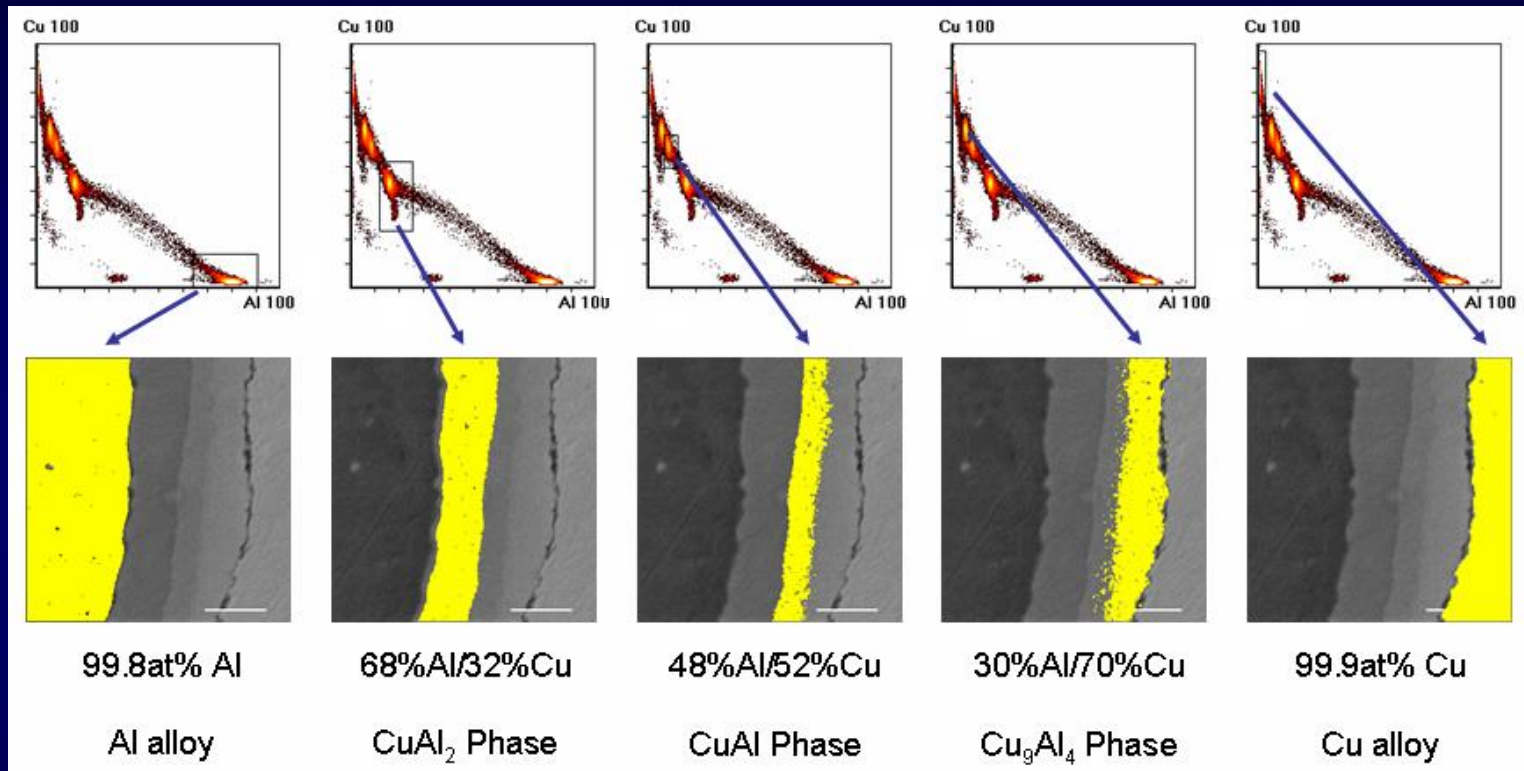 Cu 100
Cu 100
Cu 100
Cu 100
Cu 100
Al 100
Al 100
Al 100
Al 100
Al 100
99.8at% Al
68%Al/32%Cu
48%Al/52%Cu
30%Al/70%Cu
99.9at% Cu
Al alloy
CuAl₂ Phase
CuAl Phase
Cu₉Al₄ Phase
Cu alloy